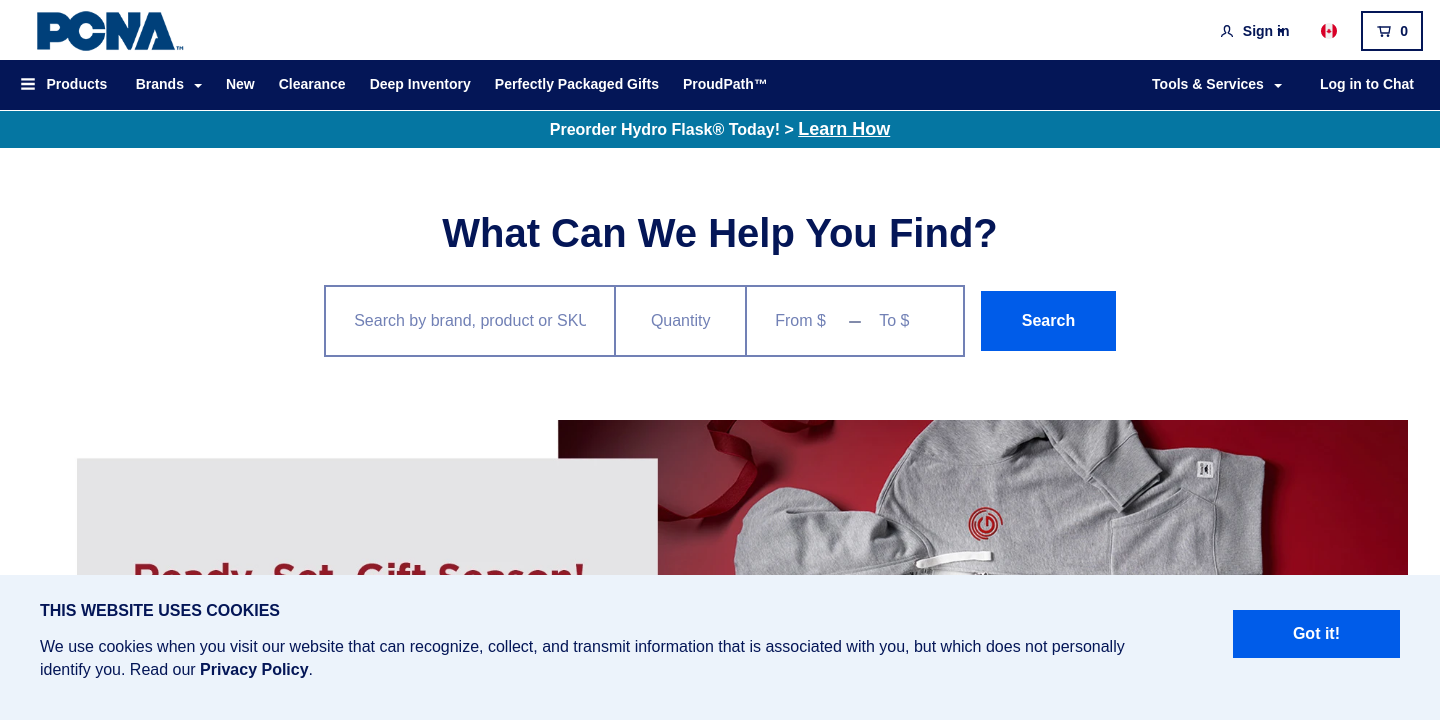 PCNA™
Sign in
0
Products Brands New Clearance Deep Inventory Perfectly Packaged Gifts ProudPath™ Tools & Services Log in to Chat
Preorder Hydro Flask® Today! > Learn How
What Can We Help You Find?
Search by brand, product or SKU
Quantity
From $ – To $
Search
Ready, Set, Gift Season!
THIS WEBSITE USES COOKIES
We use cookies when you visit our website that can recognize, collect, and transmit information that is associated with you, but which does not personally
identify you. Read our Privacy Policy.
Got it!